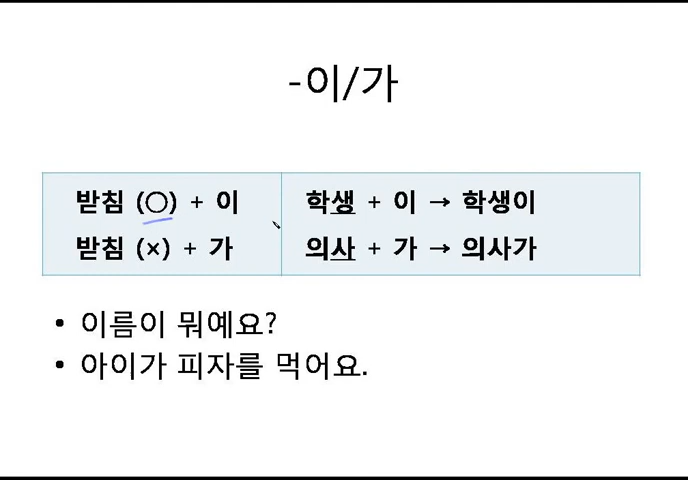 -이/가
받침 (○) + 이
학생 + 이 → 학생이
받침 (×) + 가
의사 + 가 → 의사가
• 이름이 뭐예요?
• 아이가 피자를 먹어요.